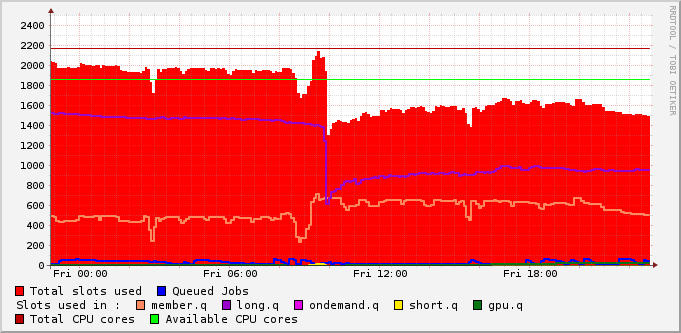 2400
2200
2000
1800
1600
1400
1200
1000
800
600
400
200
0
Fri 00:00 Fri 06:00 Fri 12:00 Fri 18:00
Total slots used Queued Jobs
Slots used in : member.q long.q ondemand.q short.q gpu.q
Total CPU cores Available CPU cores
RRDTOOL / TOBI OETIKER